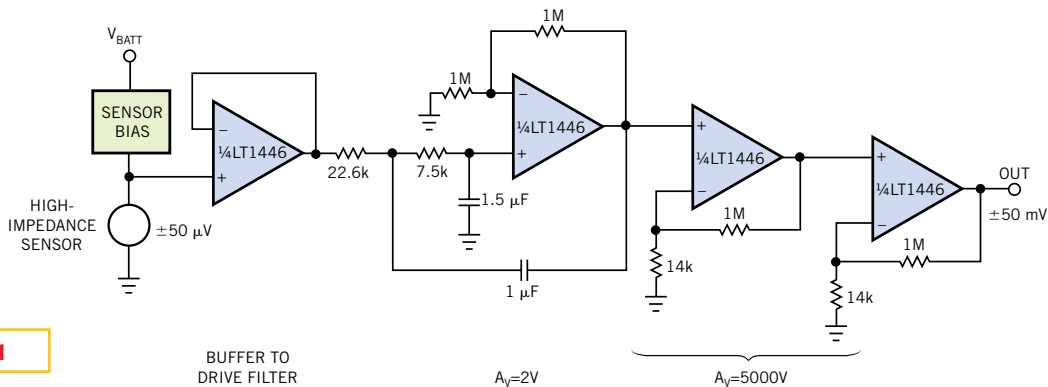 V_BATT
SENSOR
BIAS
HIGH-
IMPEDANCE
SENSOR
±50 µV
−
¼LT1446
+
22.6k
7.5k
1.5 µF
1 µF
1M
1M
−
¼LT1446
+
+
¼LT1446
−
1M
14k
+
¼LT1446
−
1M
14k
OUT
±50 mV
1
BUFFER TO
DRIVE FILTER
A_V=2V
A_V=5000V